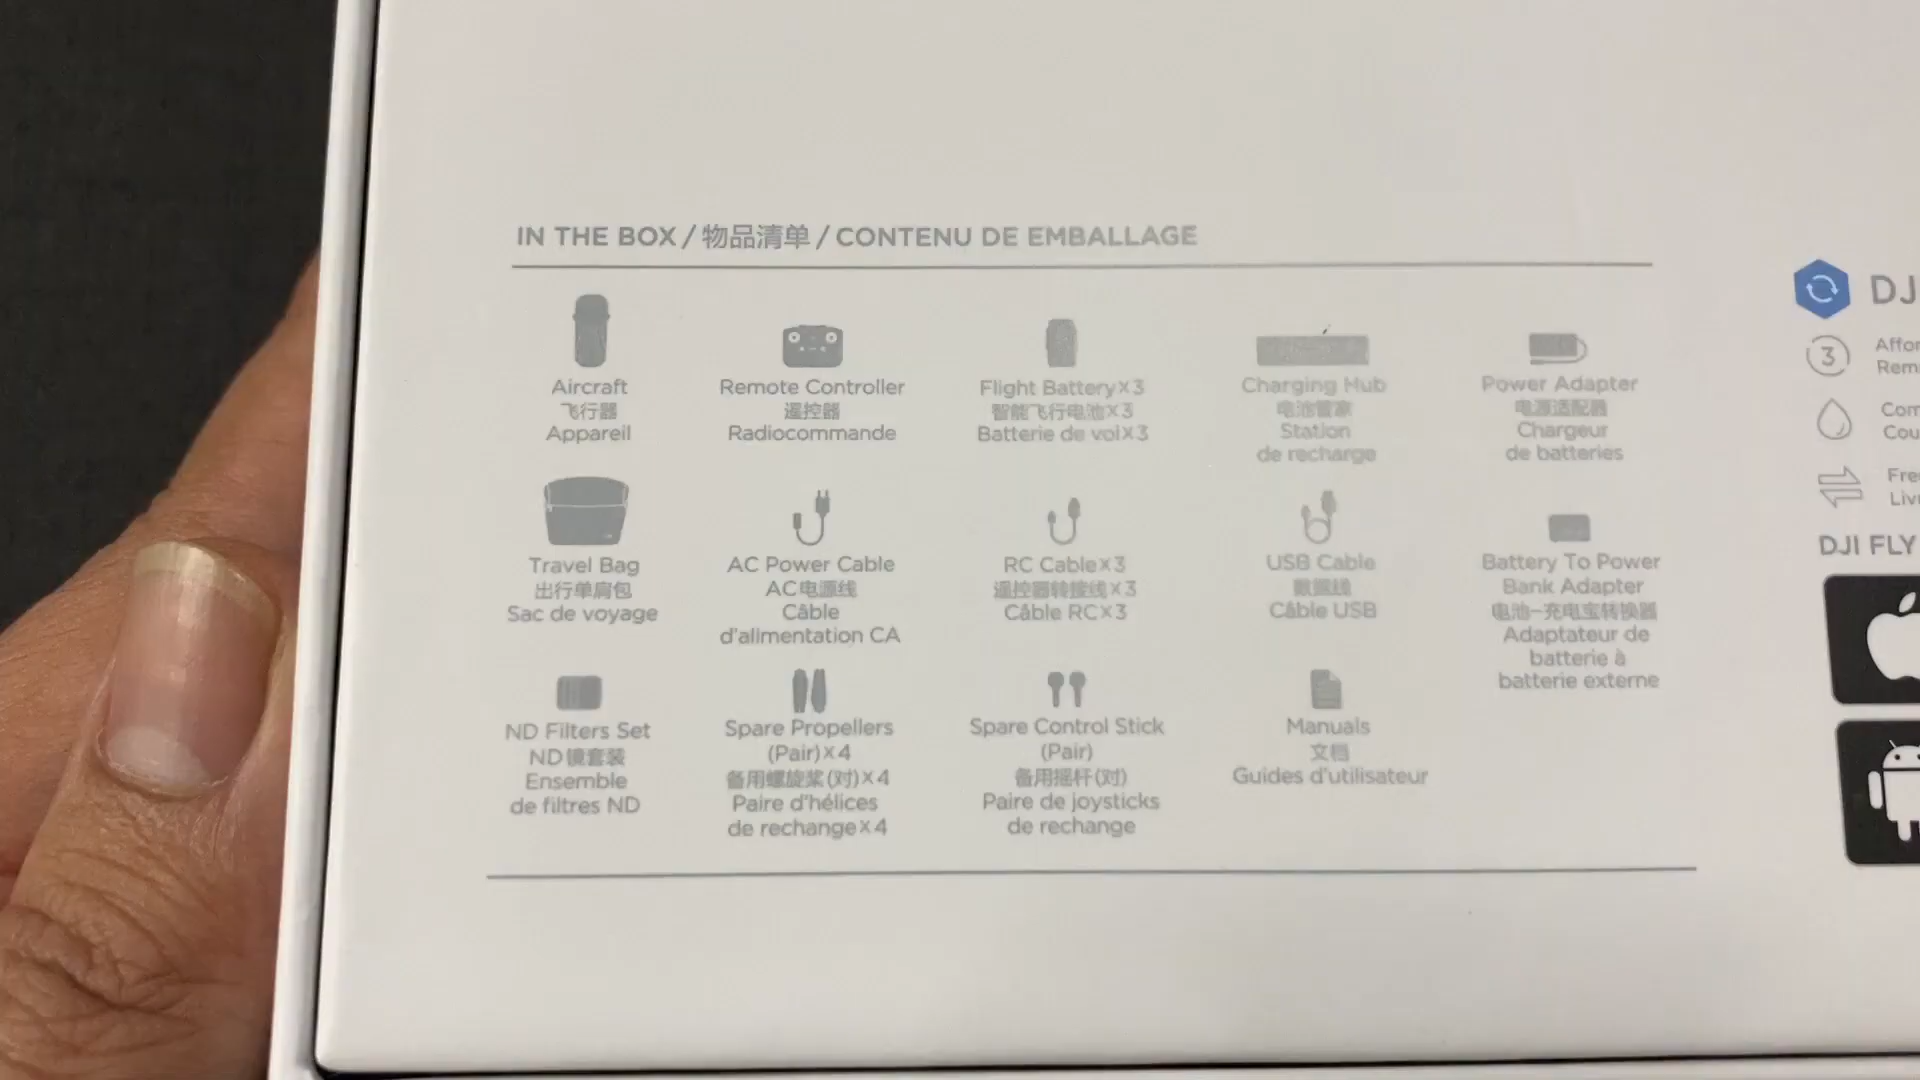 IN THE BOX / 物品清单 / CONTENU DE EMBALLAGE
Aircraft
飞行器
Appareil
Remote Controller
遥控器
Radiocommande
Flight Battery×3
智能飞行电池×3
Batterie de vol×3
Charging Hub
电池管家
Station
de recharge
Power Adapter
电源适配器
Chargeur
de batteries
Travel Bag
出行单肩包
Sac de voyage
AC Power Cable
AC电源线
Câble
d'alimentation CA
RC Cable×3
遥控器转接线×3
Câble RC×3
USB Cable
数据线
Câble USB
Battery To Power
Bank Adapter
电池-充电宝转换器
Adaptateur de
batterie à
batterie externe
ND Filters Set
ND镜套装
Ensemble
de filtres ND
Spare Propellers
(Pair)×4
备用螺旋桨(对)×4
Paire d'hélices
de rechange×4
Spare Control Stick
(Pair)
备用摇杆(对)
Paire de joysticks
de rechange
Manuals
文档
Guides d'utilisateur
3
DJI FLY